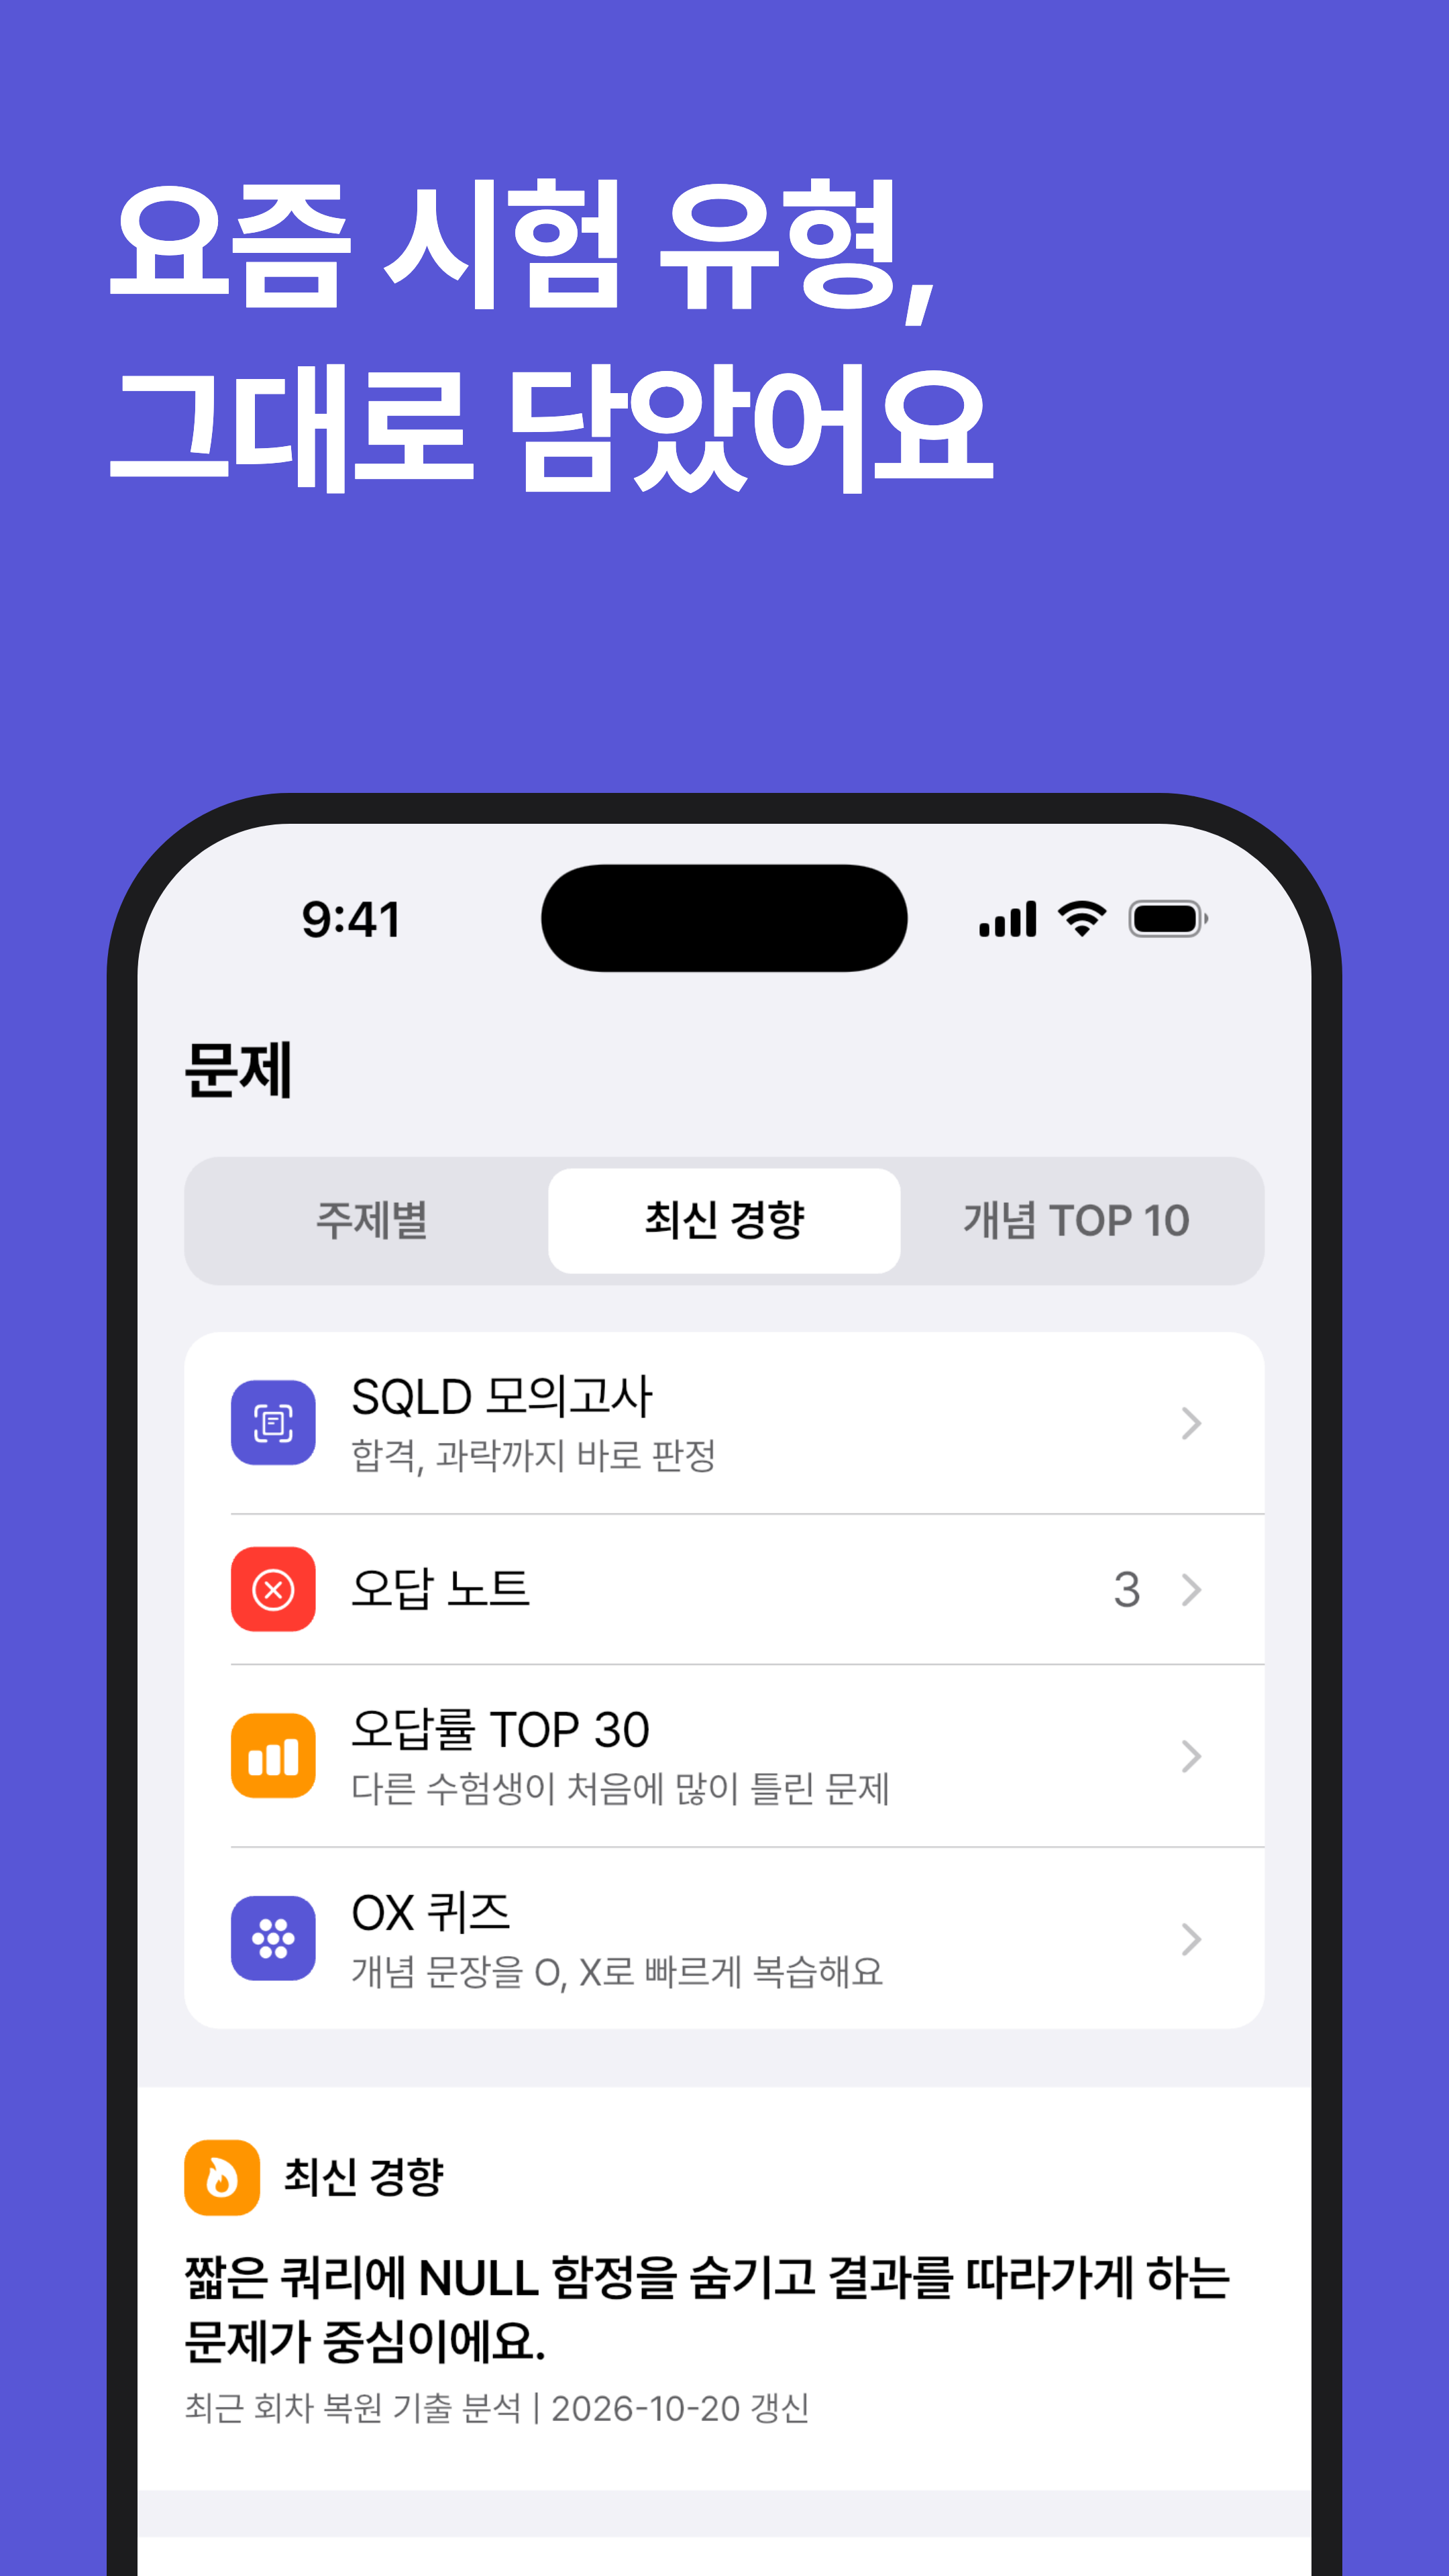 요즘 시험 유형,
그대로 담았어요
9:41
문제
주제별 최신 경향 개념 TOP 10
SQLD 모의고사
합격, 과락까지 바로 판정
오답 노트 3
오답률 TOP 30
다른 수험생이 처음에 많이 틀린 문제
OX 퀴즈
개념 문장을 O, X로 빠르게 복습해요
최신 경향
짧은 쿼리에 NULL 함정을 숨기고 결과를 따라가게 하는
문제가 중심이에요.
최근 회차 복원 기출 분석 | 2026-10-20 갱신